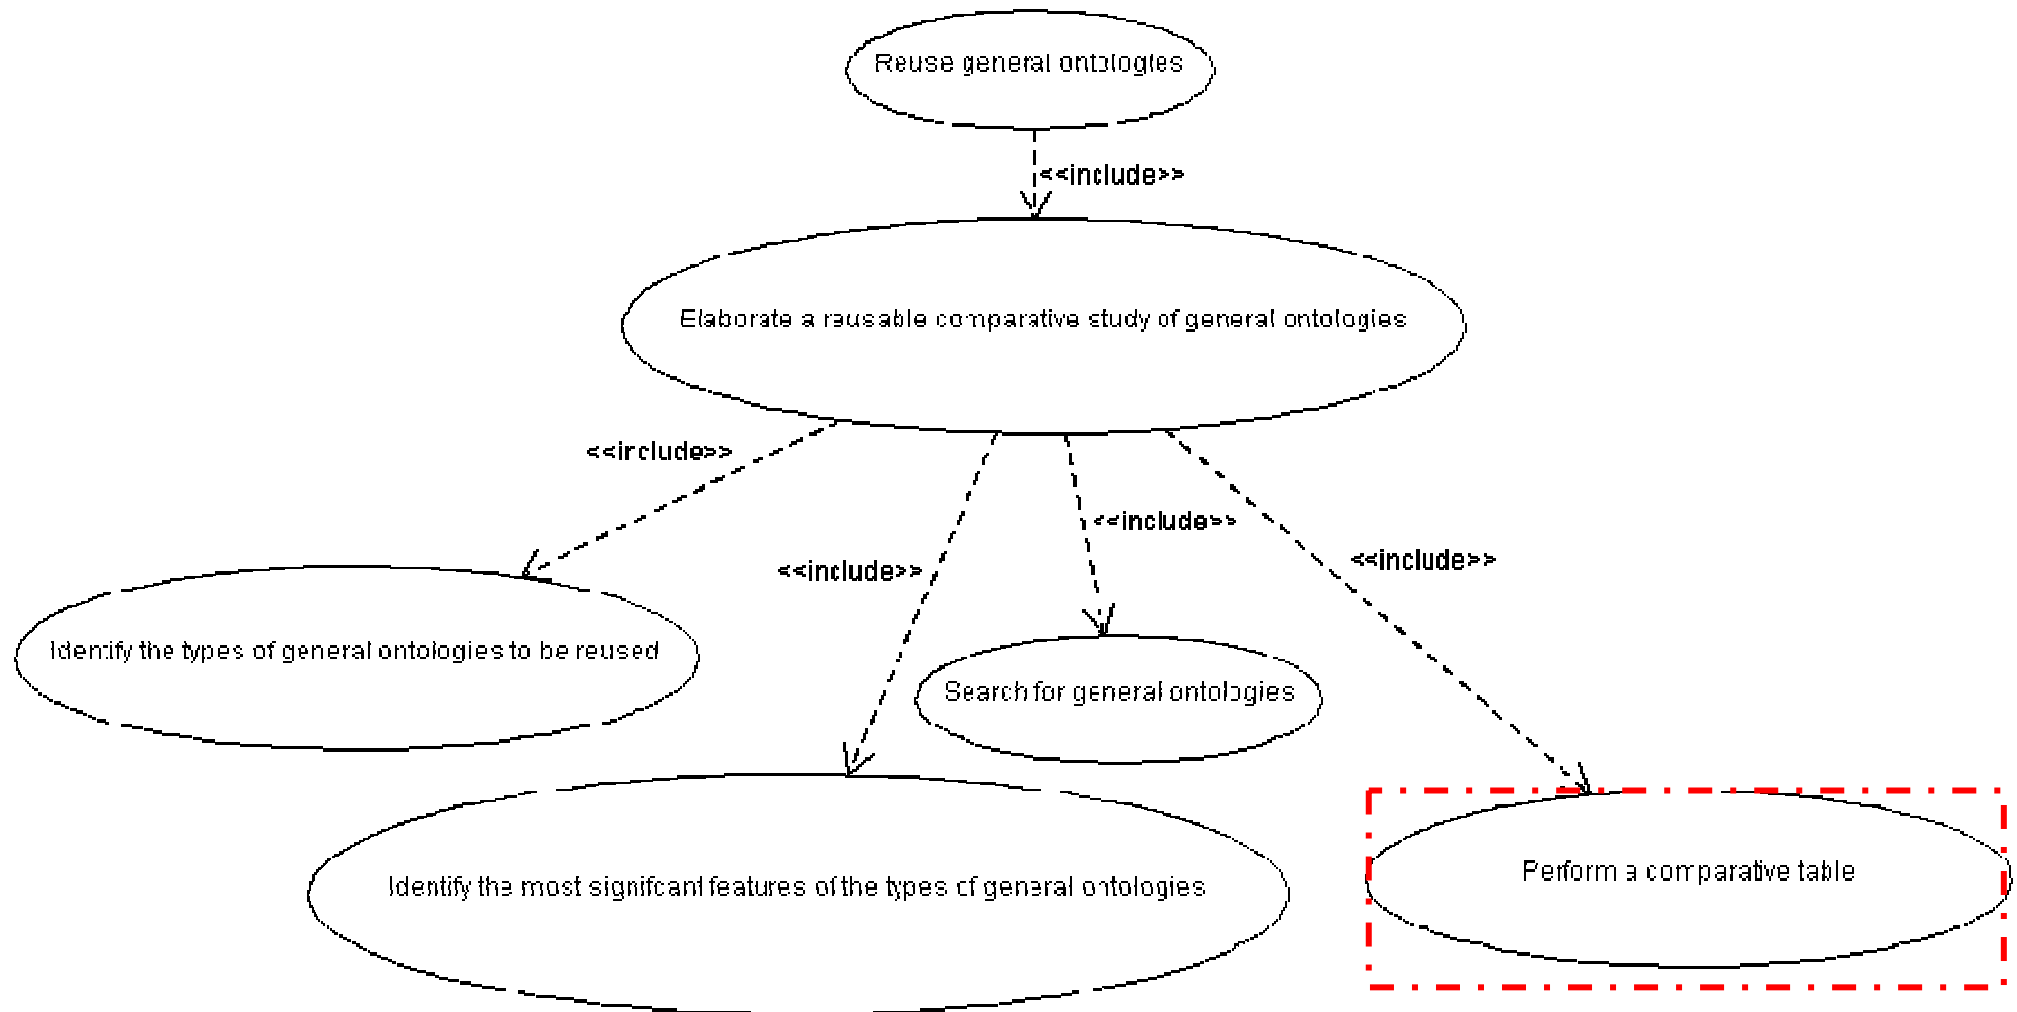 Reuse general ontologies
<<include>>
Elaborate a reusable comparative study of general ontologies
<<include>>
<<include>>
<<include>>
<<include>>
Identify the types of general ontologies to be reused
Search for general ontologies
Perform a comparative table
Identify the most signifcant features of the types of general ontologies